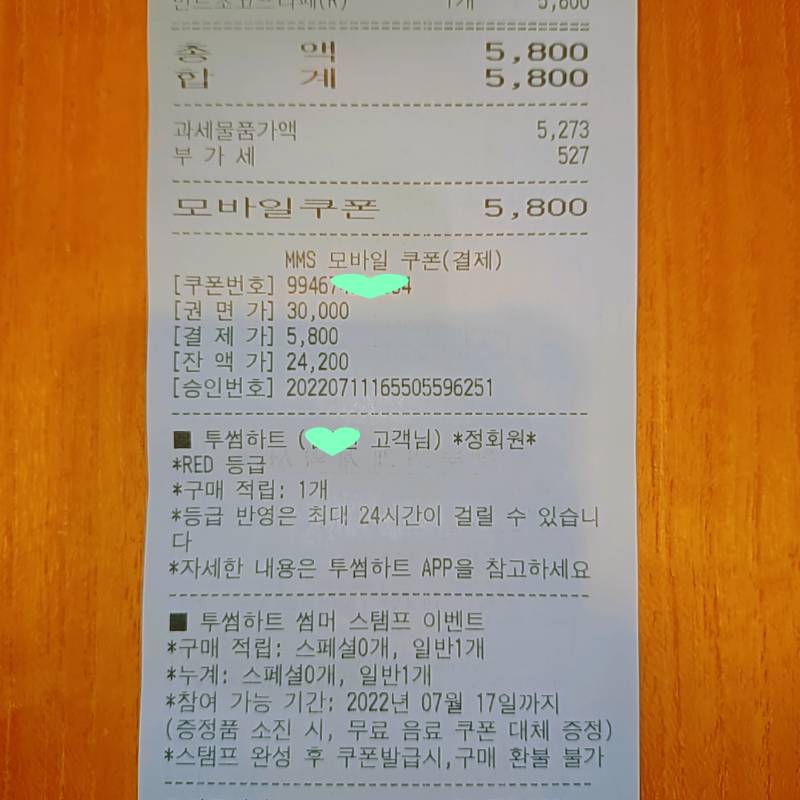 1개 5,800
총 액 5,800
합 계 5,800
과세물품가액 5,273
부 가 세 527
모바일쿠폰 5,800
MMS 모바일 쿠폰(결제)
[쿠폰번호] 99467
[권 면 가] 30,000
[결 제 가] 5,800
[잔 액 가] 24,200
[승인번호] 20220711165505596251
■ 투썸하트 ( 고객님) *정회원*
*RED 등급
*구매 적립: 1개
*등급 반영은 최대 24시간이 걸릴 수 있습니
다
*자세한 내용은 투썸하트 APP을 참고하세요
■ 투썸하트 썸머 스탬프 이벤트
*구매 적립: 스페셜0개, 일반1개
*누계: 스페셜0개, 일반1개
*참여 가능 기간: 2022년 07월 17일까지
(증정품 소진 시, 무료 음료 쿠폰 대체 증정)
*스탬프 완성 후 쿠폰발급시,구매 환불 불가